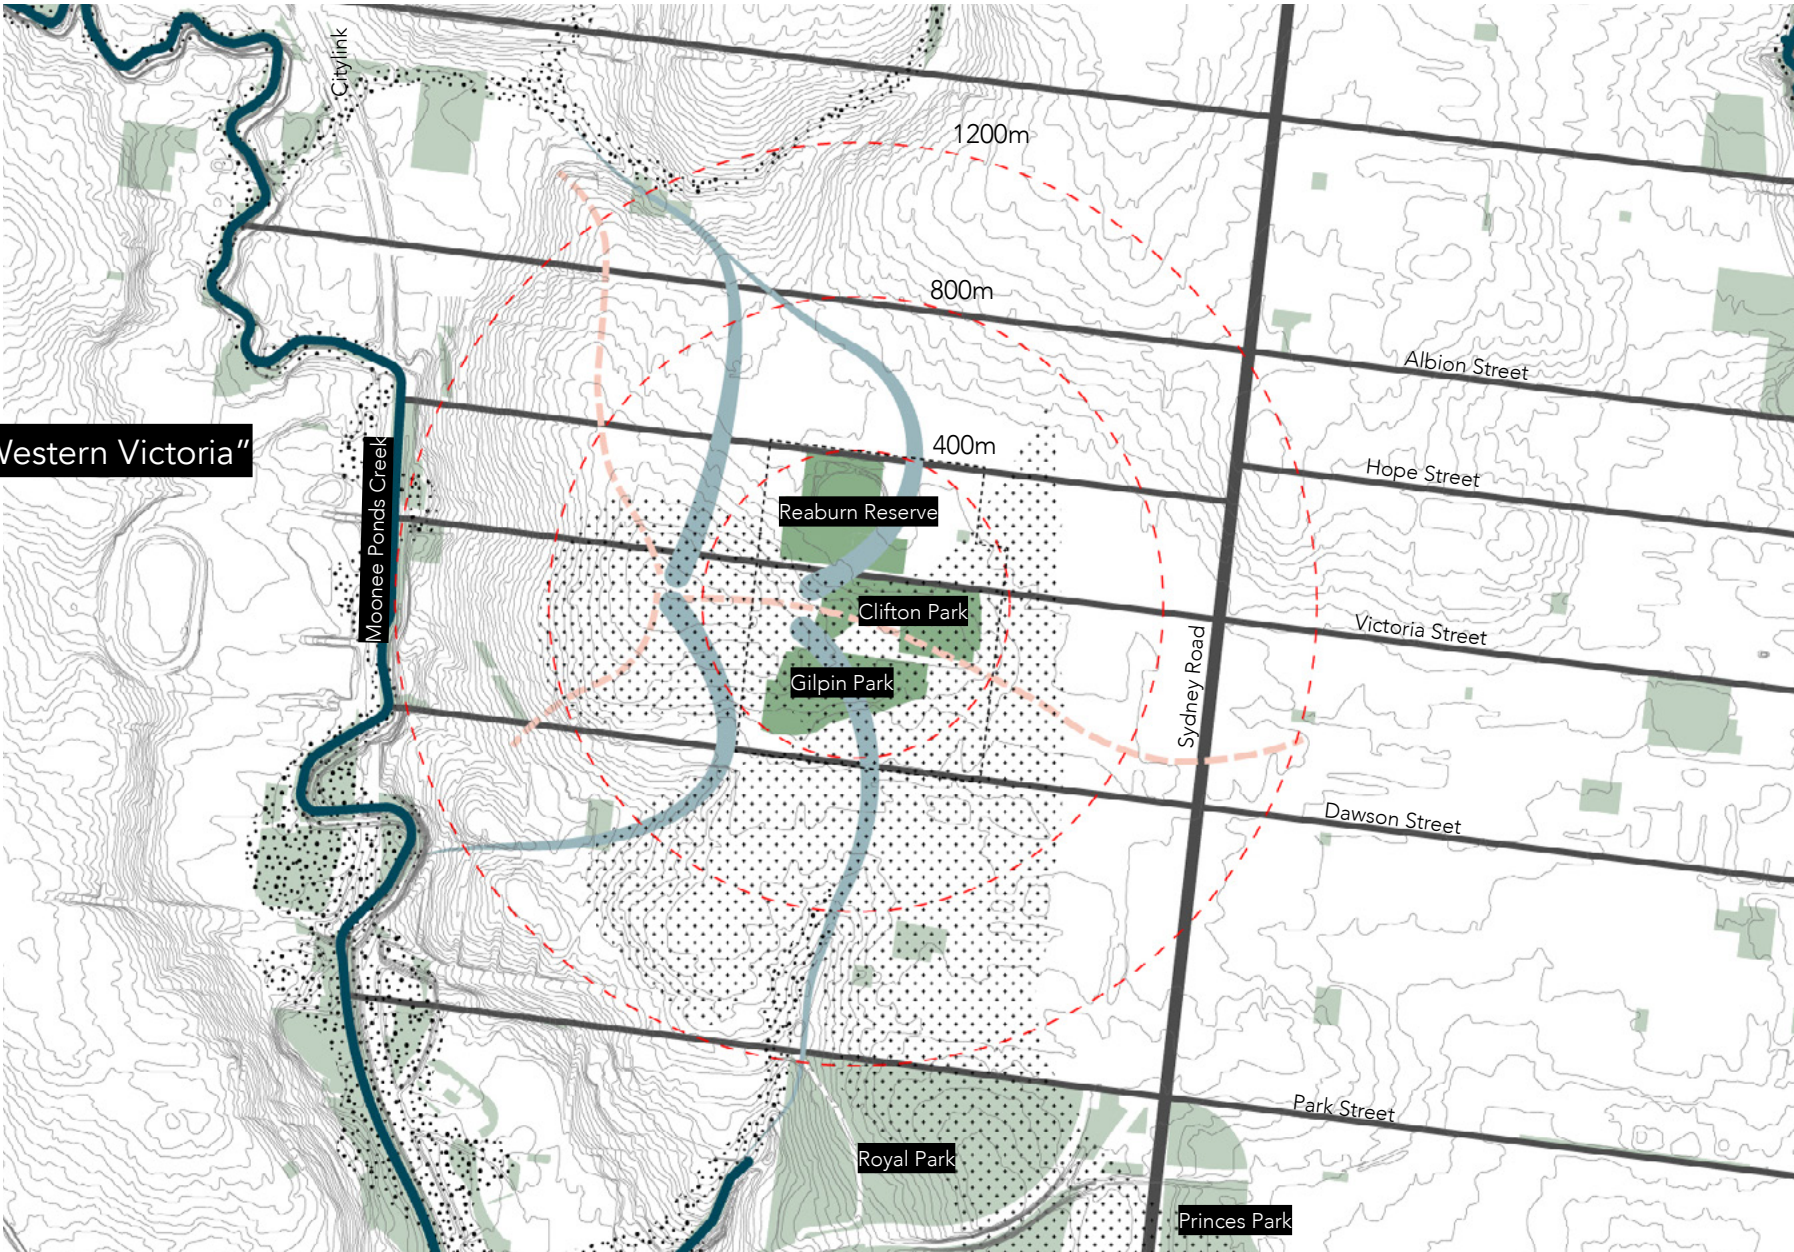 Citylink
1200m
800m
Albion Street
400m
Western Victoria”
Hope Street
Moonee Ponds Creek
Reaburn Reserve
Clifton Park
Victoria Street
Gilpin Park
Sydney Road
Dawson Street
Park Street
Royal Park
Princes Park